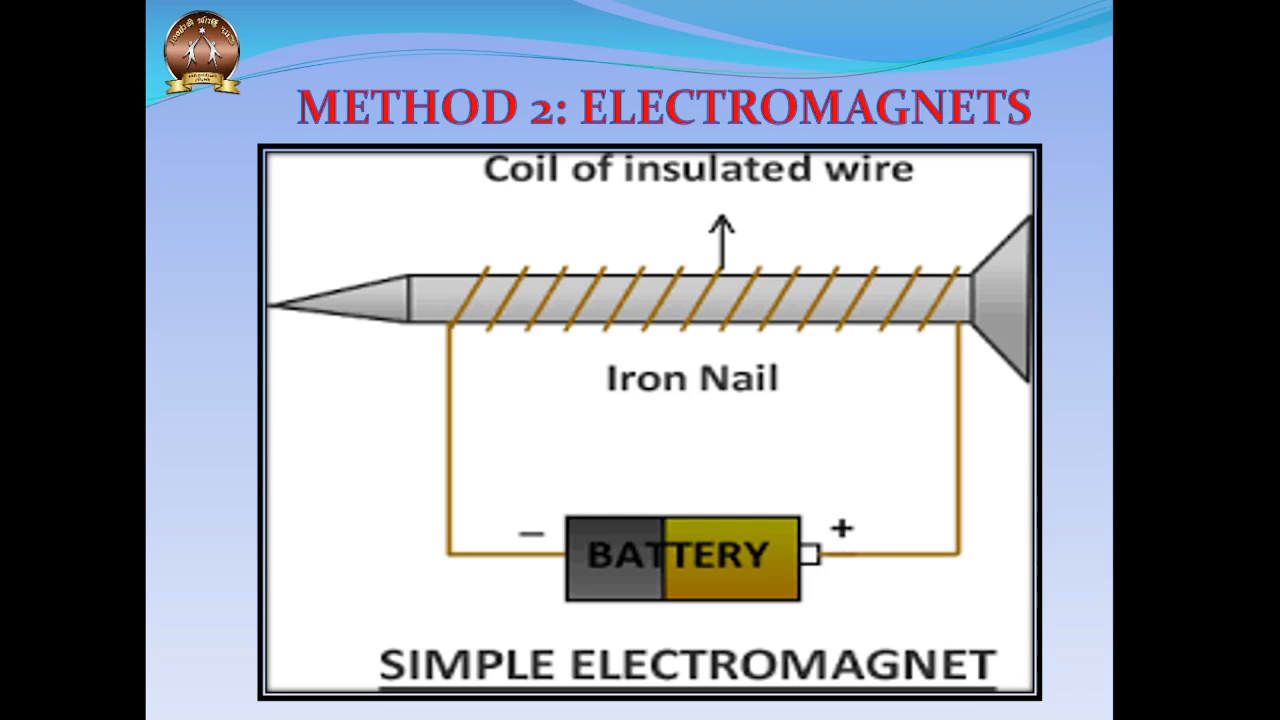 METHOD 2: ELECTROMAGNETS
Coil of insulated wire
Iron Nail
– +
BATTERY
SIMPLE ELECTROMAGNET